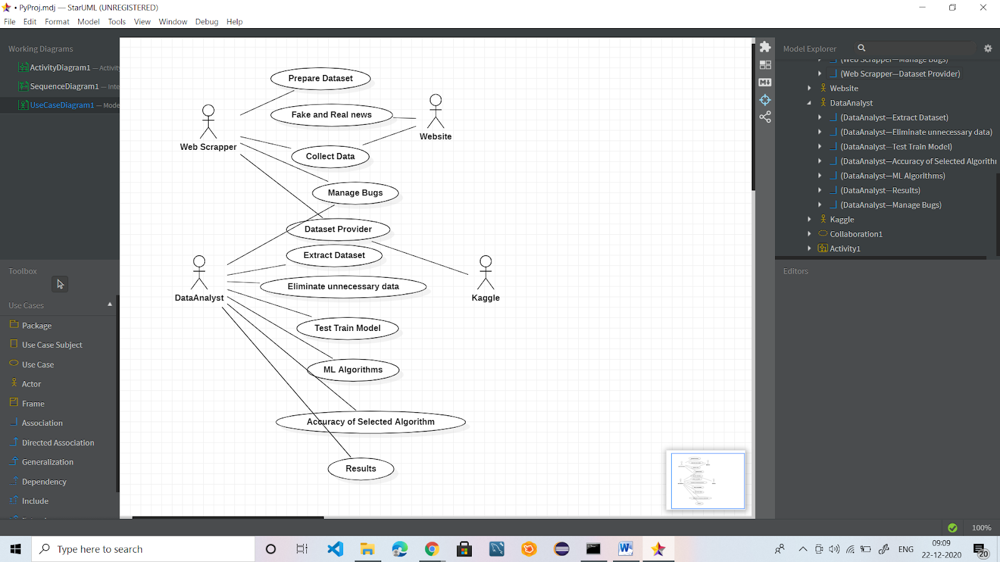 • PyProj.mdj — StarUML (UNREGISTERED)
File Edit Format Model Tools View Window Debug Help
Working Diagrams
ActivityDiagram1 — Activity
SequenceDiagram1 — Inte
UseCaseDiagram1 — Mode
Toolbox
Use Cases
Package
Use Case Subject
Use Case
Actor
Frame
Association
Directed Association
Generalization
Dependency
Include
Prepare Dataset
Fake and Real news
Website
Web Scrapper
Collect Data
Manage Bugs
Dataset Provider
Extract Dataset
Eliminate unnecessary data
DataAnalyst
Kaggle
Test Train Model
ML Algorithms
Accuracy of Selected Algorithm
Results
Model Explorer
(Web Scrapper—Manage Bugs)
(Web Scrapper—Dataset Provider)
Website
DataAnalyst
(DataAnalyst—Extract Dataset)
(DataAnalyst—Eliminate unnecessary data)
(DataAnalyst—Test Train Model)
(DataAnalyst—Accuracy of Selected Algorith
(DataAnalyst—ML Algorithms)
(DataAnalyst—Results)
(DataAnalyst—Manage Bugs)
Kaggle
Collaboration1
Activity1
Editors
100%
Type here to search
ENG
09:09
22-12-2020
20